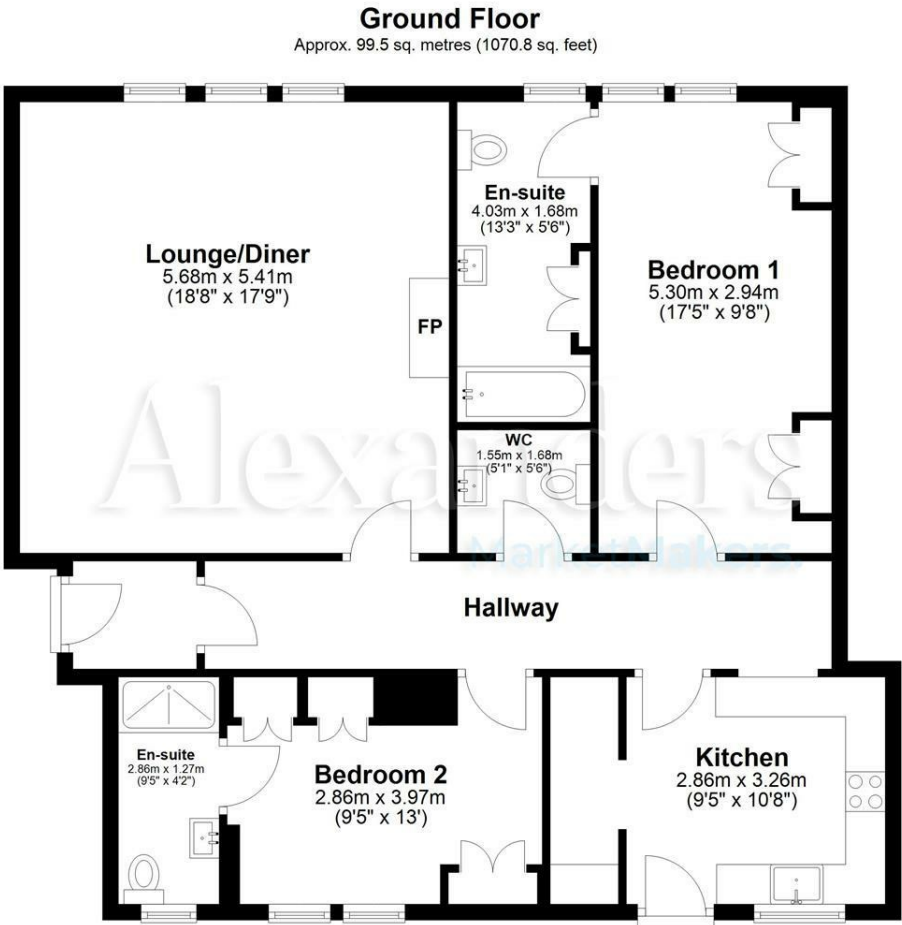 Ground Floor
Approx. 99.5 sq. metres (1070.8 sq. feet)
Lounge/Diner
5.68m x 5.41m
(18'8" x 17'9")
FP
En-suite
4.03m x 1.68m
(13'3" x 5'6")
Bedroom 1
5.30m x 2.94m
(17'5" x 9'8")
Alexanders
WC
1.55m x 1.68m
(5'1" x 5'6")
MarketMakers.
Hallway
En-suite
2.86m x 1.27m
(9'5" x 4'2")
Bedroom 2
2.86m x 3.97m
(9'5" x 13')
Kitchen
2.86m x 3.26m
(9'5" x 10'8")